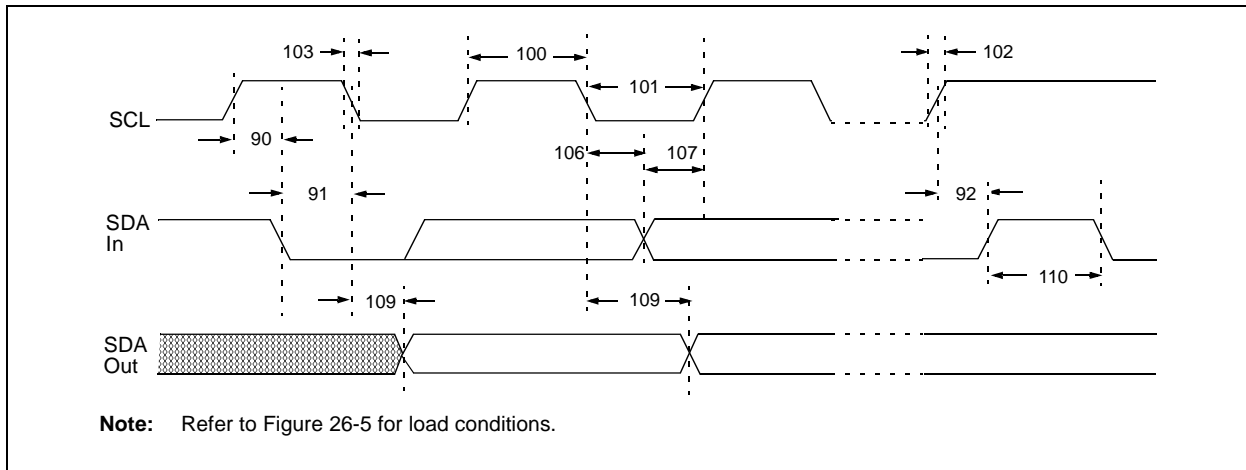 103
100
102
101
SCL
90
106
107
91
92
SDA
In
110
109
109
SDA
Out
Note: Refer to Figure 26-5 for load conditions.